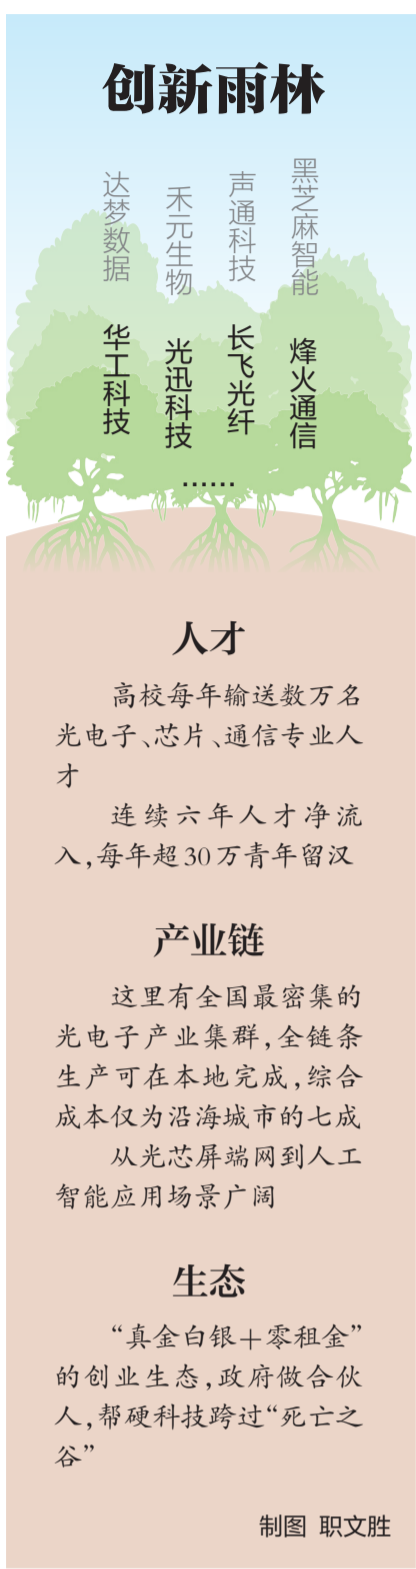 创新雨林
达梦数据
禾元生物
声通科技
黑芝麻智能
华工科技
光迅科技
长飞光纤
烽火通信
……
人才
高校每年输送数万名
光电子、芯片、通信专业人
才
连续六年人才净流
入,每年超30万青年留汉
产业链
这里有全国最密集的
光电子产业集群,全链条
生产可在本地完成,综合
成本仅为沿海城市的七成
从光芯屏端网到人工
智能应用场景广阔
生态
“真金白银＋零租金”
的创业生态,政府做合伙
人,帮硬科技跨过“死亡之
谷”
制图 职文胜